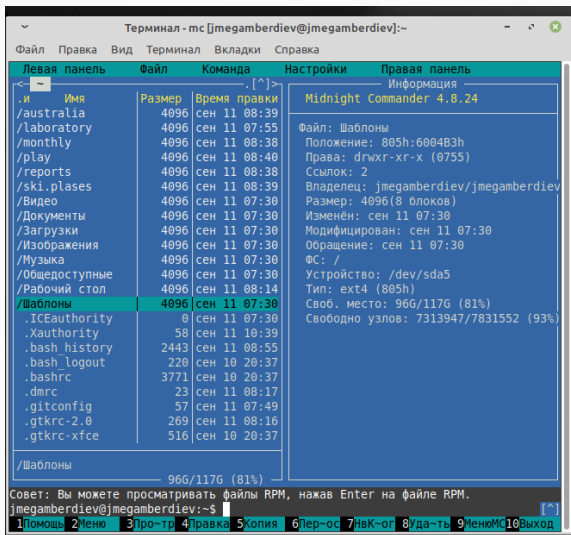 Терминал - mc [jmegamberdiev@jmegamberdiev]:~
Файл Правка Вид Терминал Вкладки Справка
Левая панель Файл Команда Настройки Правая панель
<- ~ .[^]>
.и Имя Размер Время правки
/australia 4096 сен 11 08:39
/laboratory 4096 сен 11 07:55
/monthly 4096 сен 11 08:38
/play 4096 сен 11 08:40
/reports 4096 сен 11 08:38
/ski.plases 4096 сен 11 08:39
/Видео 4096 сен 11 07:30
/Документы 4096 сен 11 07:30
/Загрузки 4096 сен 11 07:30
/Изображения 4096 сен 11 07:30
/Музыка 4096 сен 11 07:30
/Общедоступные 4096 сен 11 07:30
/Рабочий стол 4096 сен 11 08:14
/Шаблоны 4096 сен 11 07:30
.ICEauthority 0 сен 11 07:30
.Xauthority 58 сен 11 10:39
.bash_history 2443 сен 11 08:55
.bash_logout 220 сен 10 20:37
.bashrc 3771 сен 10 20:37
.dmrc 23 сен 11 08:17
.gitconfig 57 сен 11 07:49
.gtkrc-2.0 269 сен 11 08:16
.gtkrc-xfce 516 сен 10 20:37
/Шаблоны
96G/117G (81%)
Информация
Midnight Commander 4.8.24
Файл: Шаблоны
Положение: 805h:6004B3h
Права: drwxr-xr-x (0755)
Ссылок: 2
Владелец: jmegamberdiev/jmegamberdiev
Размер: 4096(8 блоков)
Изменён: сен 11 07:30
Модифицирован: сен 11 07:30
Обращение: сен 11 07:30
ФС: /
Устройство: /dev/sda5
Тип: ext4 (805h)
Своб. место: 96G/117G (81%)
Свободно узлов: 7313947/7831552 (93%)
Совет: Вы можете просматривать файлы RPM, нажав Enter на файле RPM.
jmegamberdiev@jmegamberdiev:~$ [^]
1Помощь 2Меню 3Про~тр 4Правка 5Копия 6Пер~ос 7НвК~ог 8Уда~ть 9МенюMC 10Выход